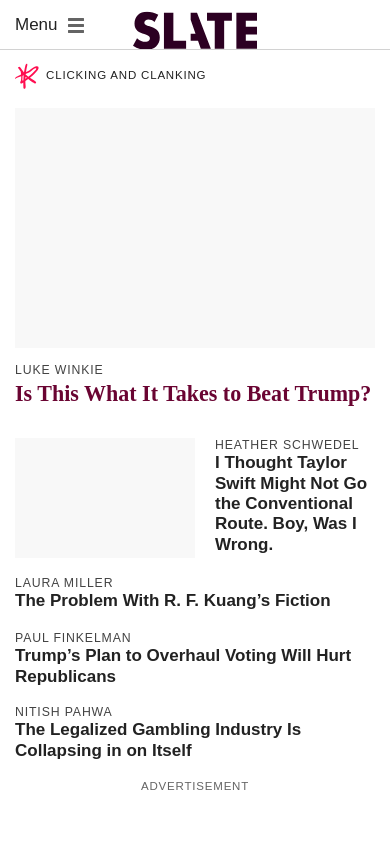 Menu
SLATE
CLICKING AND CLANKING
LUKE WINKIE
Is This What It Takes to Beat Trump?
HEATHER SCHWEDEL
I Thought Taylor
Swift Might Not Go
the Conventional
Route. Boy, Was I
Wrong.
LAURA MILLER
The Problem With R. F. Kuang’s Fiction
PAUL FINKELMAN
Trump’s Plan to Overhaul Voting Will Hurt
Republicans
NITISH PAHWA
The Legalized Gambling Industry Is
Collapsing in on Itself
ADVERTISEMENT